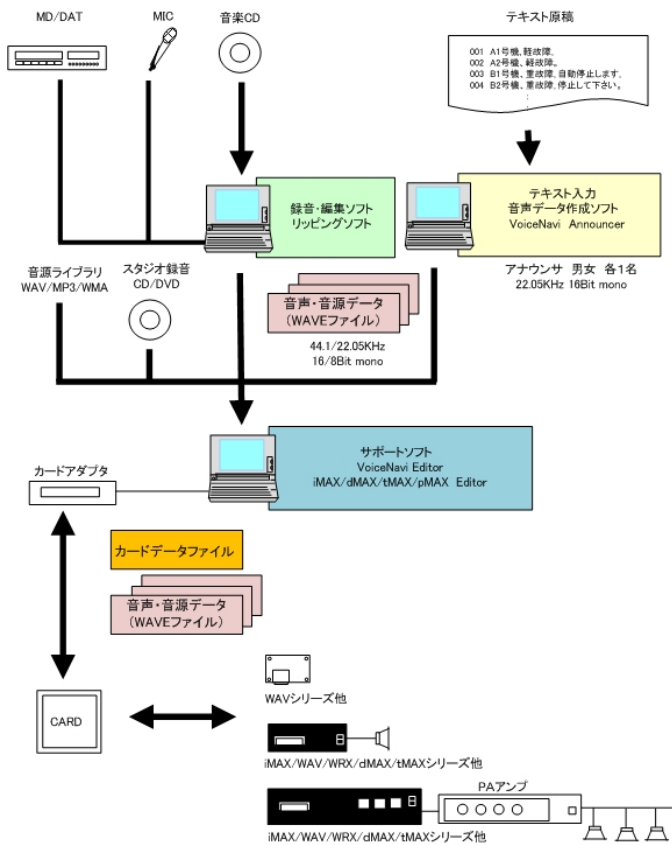 MD/DAT
MIC
音楽CD
テキスト原稿
001 A1号機、軽故障.
002 A2号機、軽故障。
003 B1号機、重故障.自動停止します.
004 B2号機、重故障.停止して下さい。
録音・編集ソフト
リッピングソフト
テキスト入力
音声データ作成ソフト
VoiceNavi Announcer
アナウンサ 男女 各1名
22.05KHz 16Bit mono
音源ライブラリ
WAV/MP3/WMA
スタジオ録音
CD/DVD
音声・音源データ
(WAVEファイル)
44.1/22.05KHz
16/8Bit mono
サポートソフト
VoiceNavi Editor
iMAX/dMAX/tMAX/pMAX Editor
カードアダプタ
カードデータファイル
音声・音源データ
(WAVEファイル)
CARD
WAVシリーズ他
iMAX/WAV/WRX/dMAX/tMAXシリーズ他
PAアンプ
iMAX/WAV/WRX/dMAX/tMAXシリーズ他